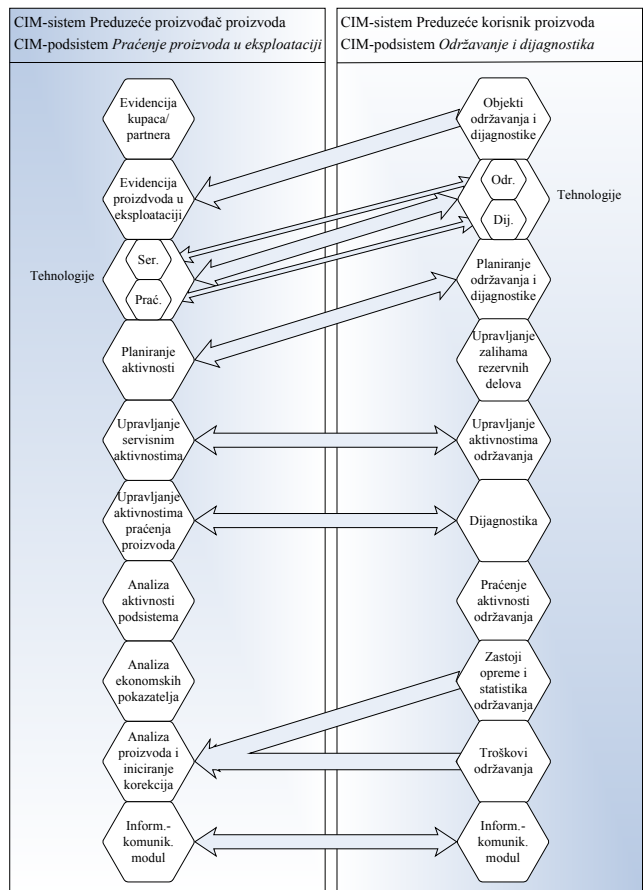 CIM-sistem Preduzeće proizvođač proizvoda
CIM-podsistem Praćenje proizvoda u eksploataciji
Evidencija
kupaca/
partnera
Evidencija
proizdvoda u
eksploataciji
Tehnologije
Ser.
Prać.
Planiranje
aktivnosti
Upravljanje
servisnim
aktivnostima
Upravljanje
aktivnostima
praćenja
proizvoda
Analiza
aktivnosti
podsistema
Analiza
ekonomskih
pokazatelja
Analiza
proizvoda i
iniciranje
korekcija
Inform.-
komunik.
modul
CIM-sistem Preduzeće korisnik proizvoda
CIM-podsistem Održavanje i dijagnostika
Objekti
održavanja i
dijagnostike
Odr.
Dij.
Tehnologije
Planiranje
održavanja i
dijagnostike
Upravljanje
zalihama
rezervnih
delova
Upravljanje
aktivnostima
održavanja
Dijagnostika
Praćenje
aktivnosti
održavanja
Zastoji
opreme i
statistika
održavanja
Troškovi
održavanja
Inform.-
komunik.
modul